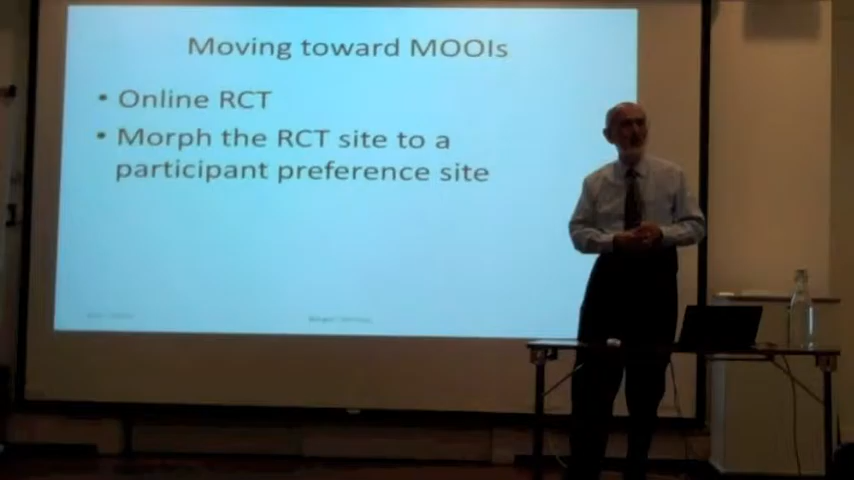 Moving toward MOOIs
• Online RCT
• Morph the RCT site to a
participant preference site